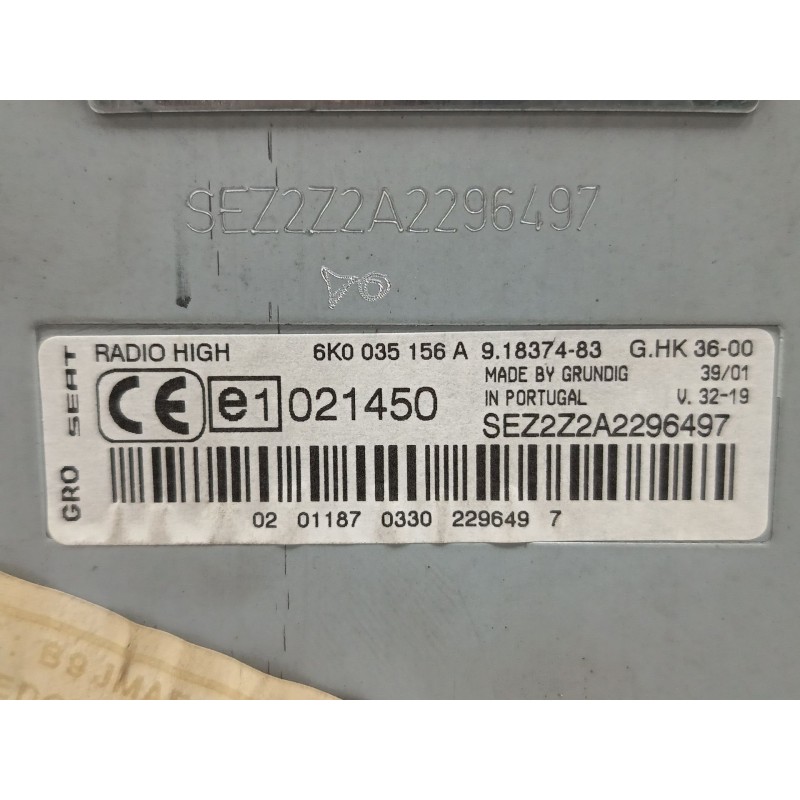 SEZ2Z2A2296497
GRO SEAT
RADIO HIGH 6K0 035 156 A 9.18374-83 G.HK 36-00
MADE BY GRUNDIG 39/01
CE e1 021450 IN PORTUGAL V. 32-19
SEZ2Z2A2296497
02 01187 0330 229649 7
: B9JMAF